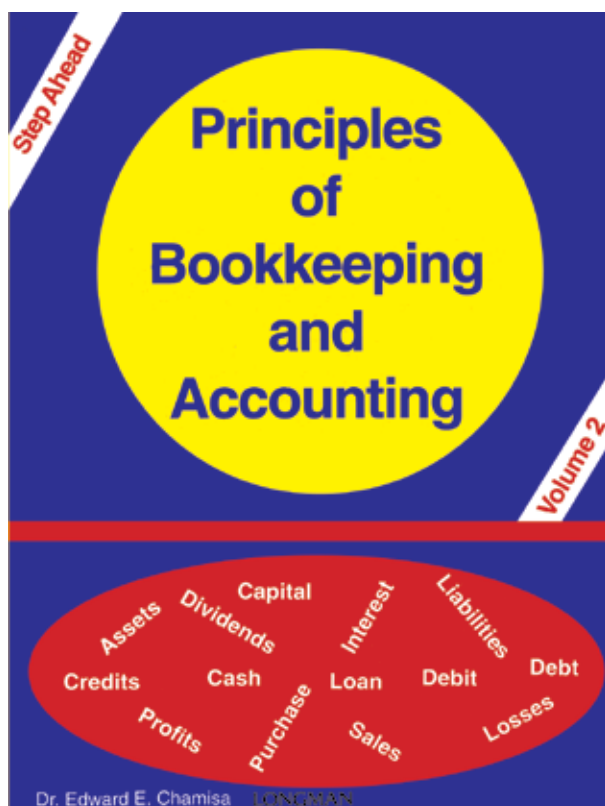 Step Ahead
Principles
of
Bookkeeping
and
Accounting
Volume 2
Capital
Interest
Liabilities
Assets
Dividends
Credits
Cash
Loan
Debit
Debt
Profits
Purchase
Sales
Losses
Dr. Edward E. Chamisa LONGMAN